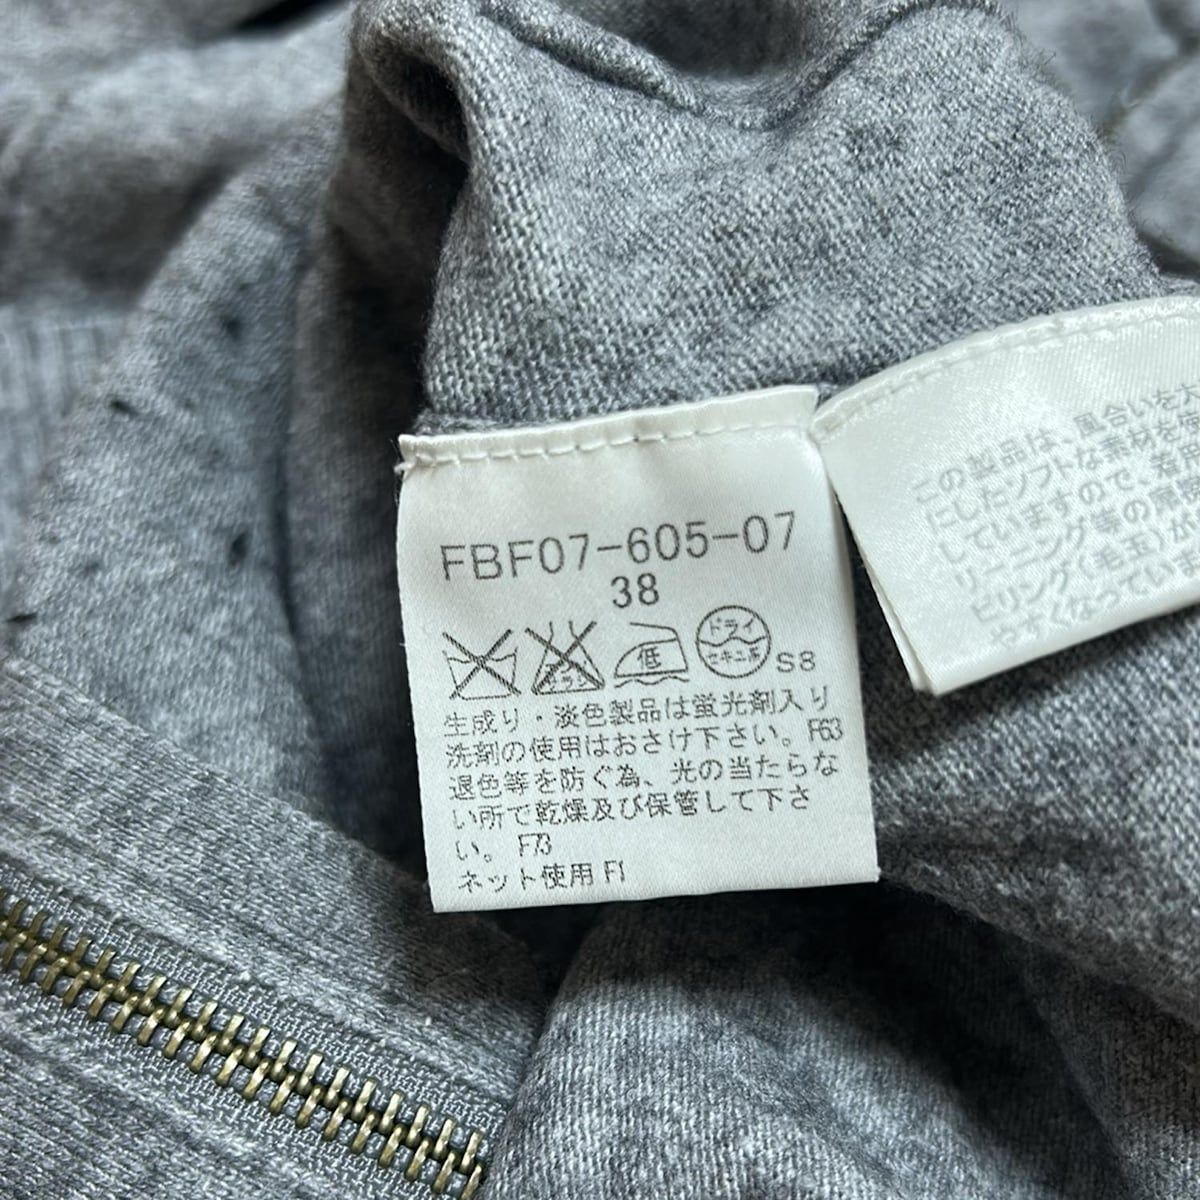 FBF07-605-07
38
低
ドライ
セキユ系
S8
生成り・淡色製品は蛍光剤入り
洗剤の使用はおさけ下さい。F63
退色等を防ぐ為、光の当たらな
い所で乾燥及び保管して下さ
い。 F73
ネット使用 F1
この製品は、風合いを大
にしたソフトな素材を使
していますので、着用
リーニング等の摩擦
ピリング(毛玉)が
やすくなっていま